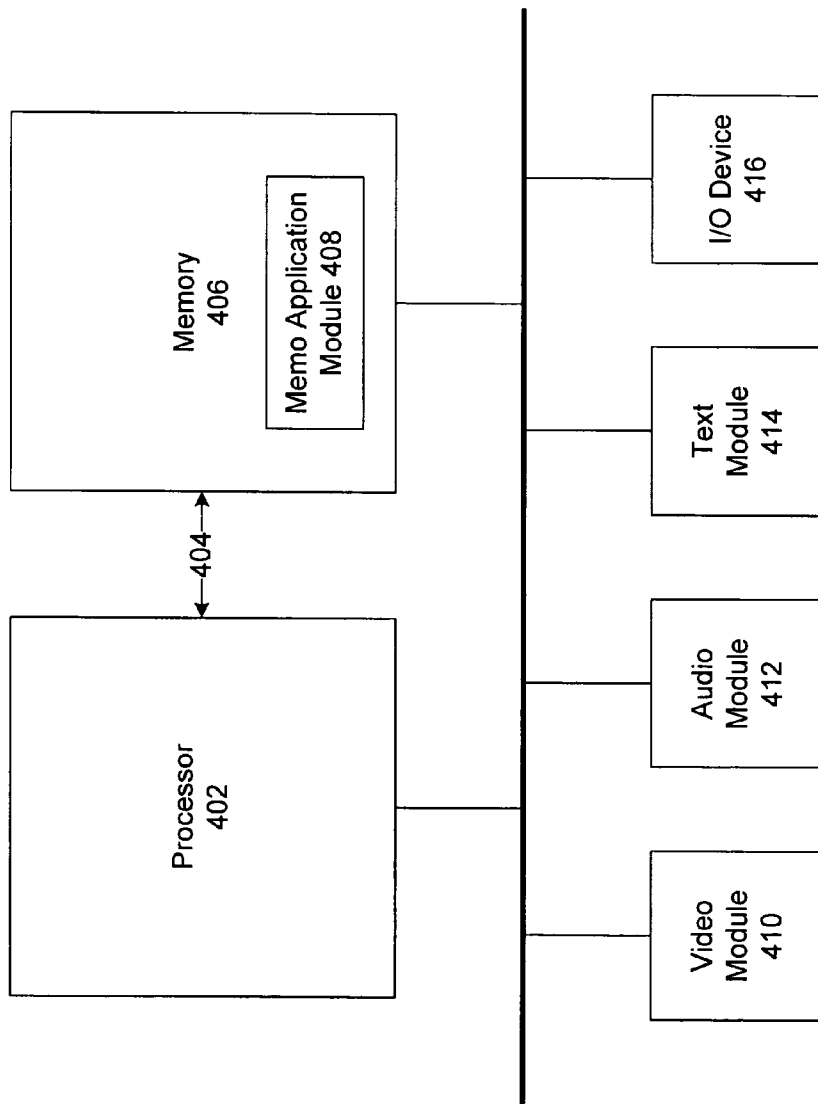 Processor
402
404
Memory
406
Memo Application
Module 408
Video
Module
410
Audio
Module
412
Text
Module
414
I/O Device
416